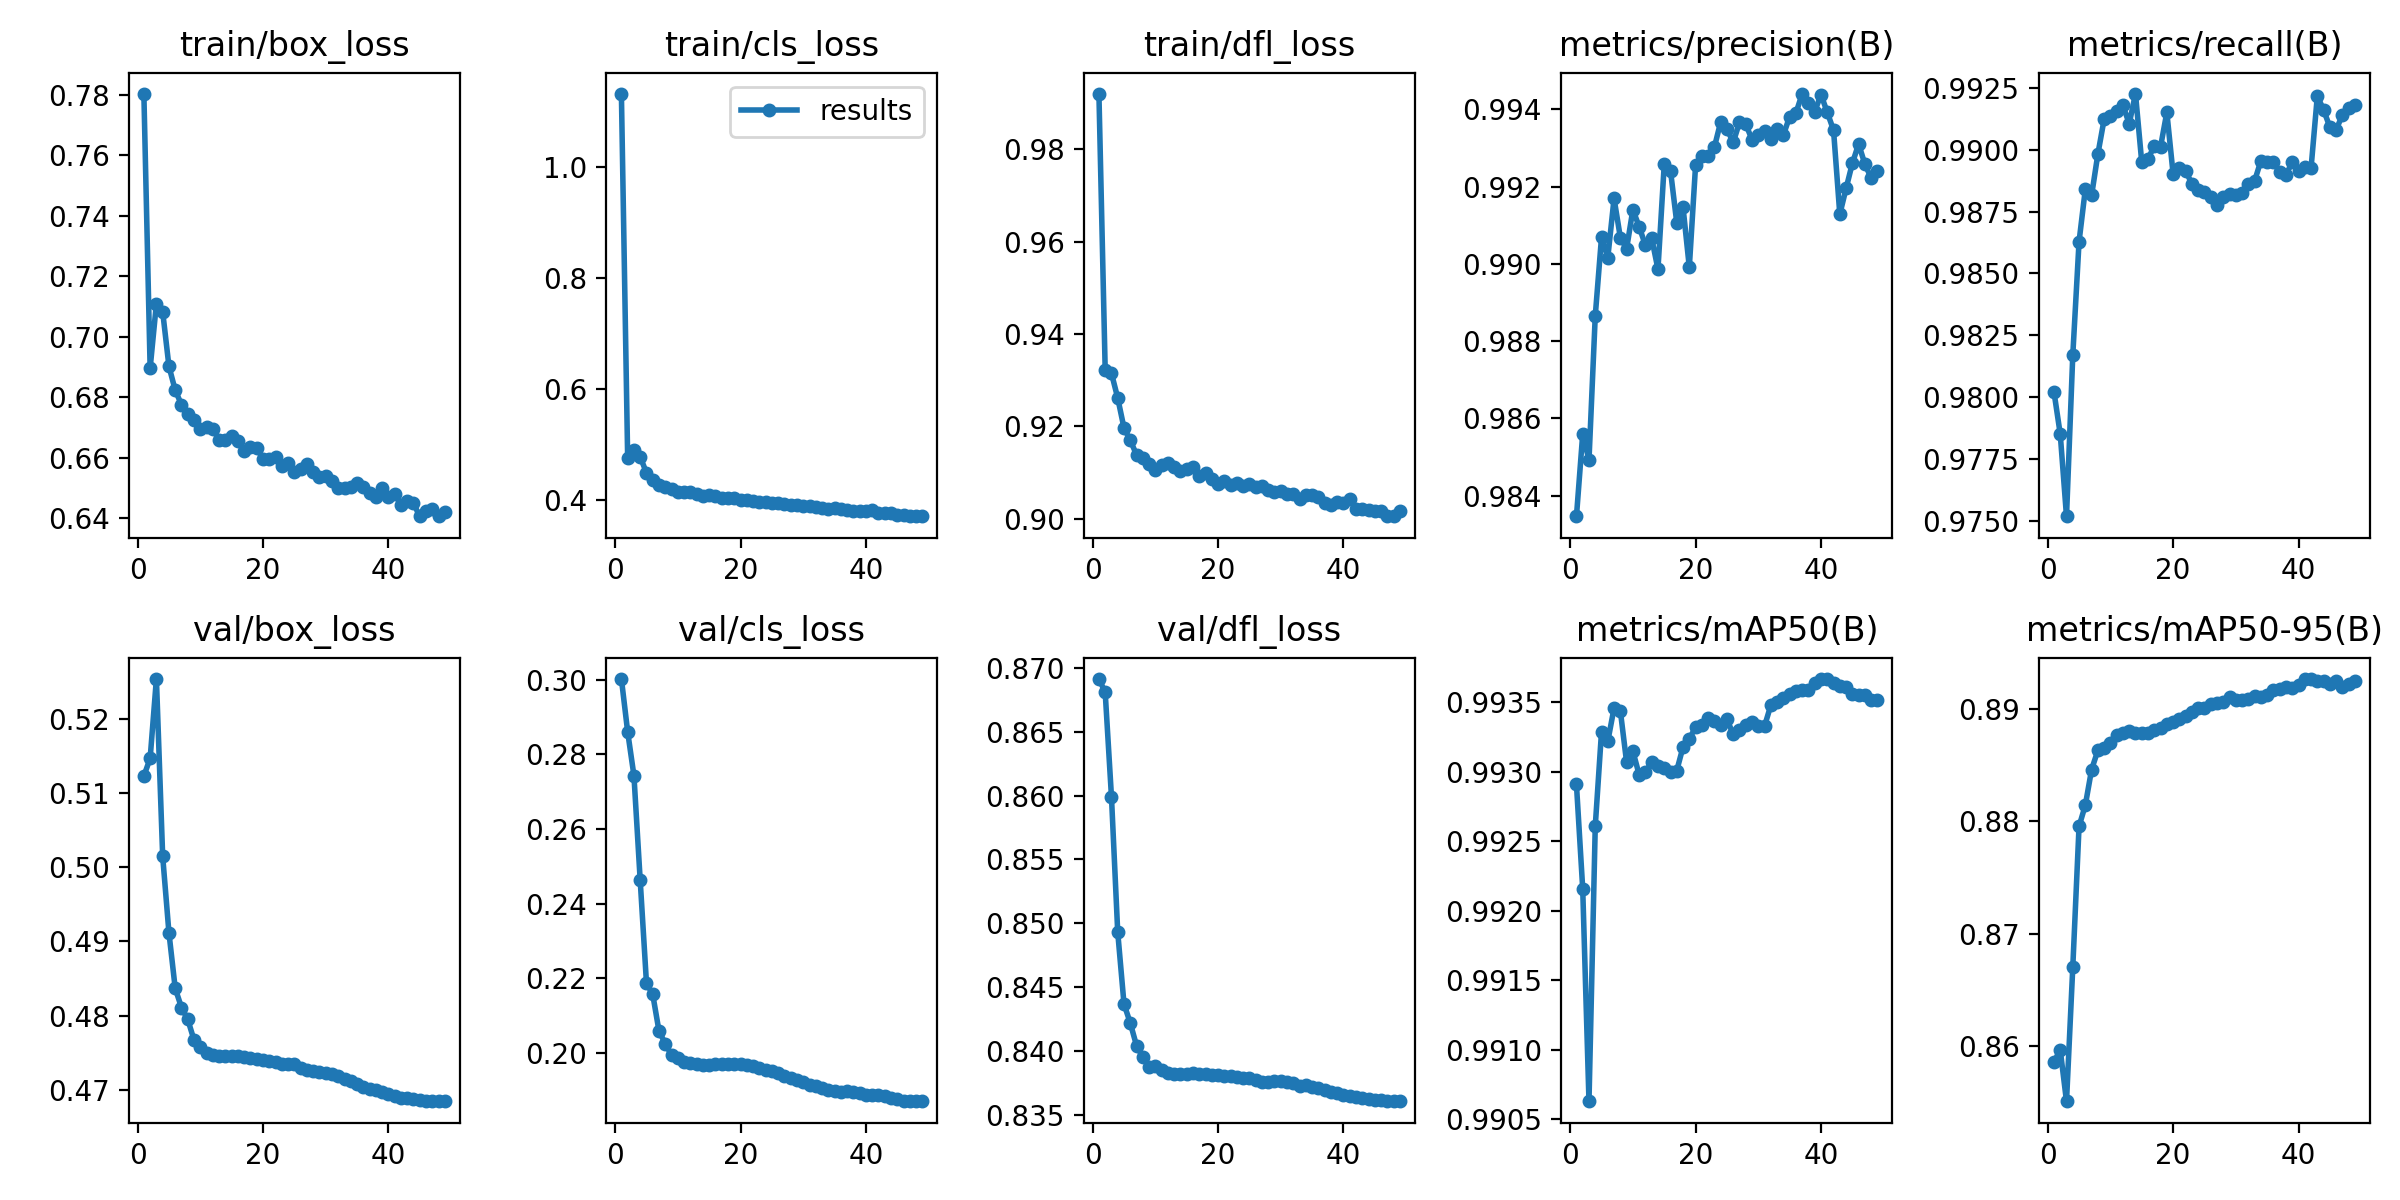 train/box_loss
0.78
0.76
0.74
0.72
0.70
0.68
0.66
0.64
0 20 40
train/cls_loss
results
1.0
0.8
0.6
0.4
0 20 40
train/dfl_loss
0.98
0.96
0.94
0.92
0.90
0 20 40
metrics/precision(B)
0.994
0.992
0.990
0.988
0.986
0.984
0 20 40
metrics/recall(B)
0.9925
0.9900
0.9875
0.9850
0.9825
0.9800
0.9775
0.9750
0 20 40
val/box_loss
0.52
0.51
0.50
0.49
0.48
0.47
0 20 40
val/cls_loss
0.30
0.28
0.26
0.24
0.22
0.20
0 20 40
val/dfl_loss
0.870
0.865
0.860
0.855
0.850
0.845
0.840
0.835
0 20 40
metrics/mAP50(B)
0.9935
0.9930
0.9925
0.9920
0.9915
0.9910
0.9905
0 20 40
metrics/mAP50-95(B)
0.89
0.88
0.87
0.86
0 20 40